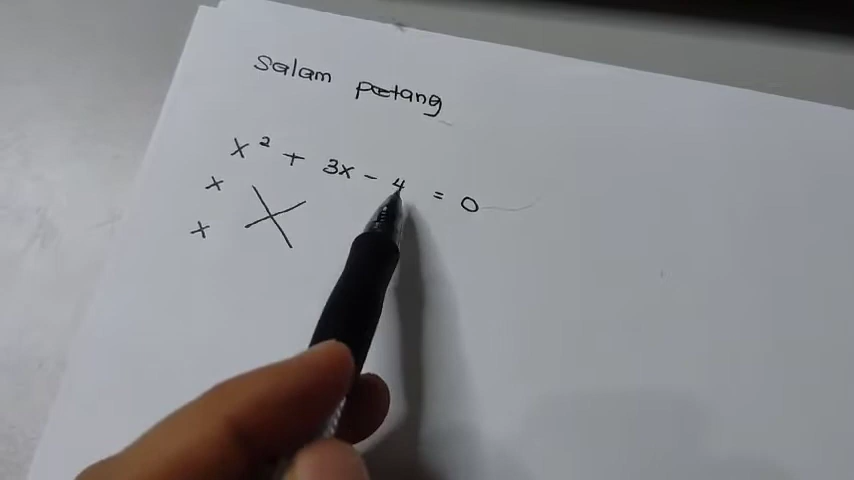 Salam petang
x² + 3x - 4 = 0
x
x